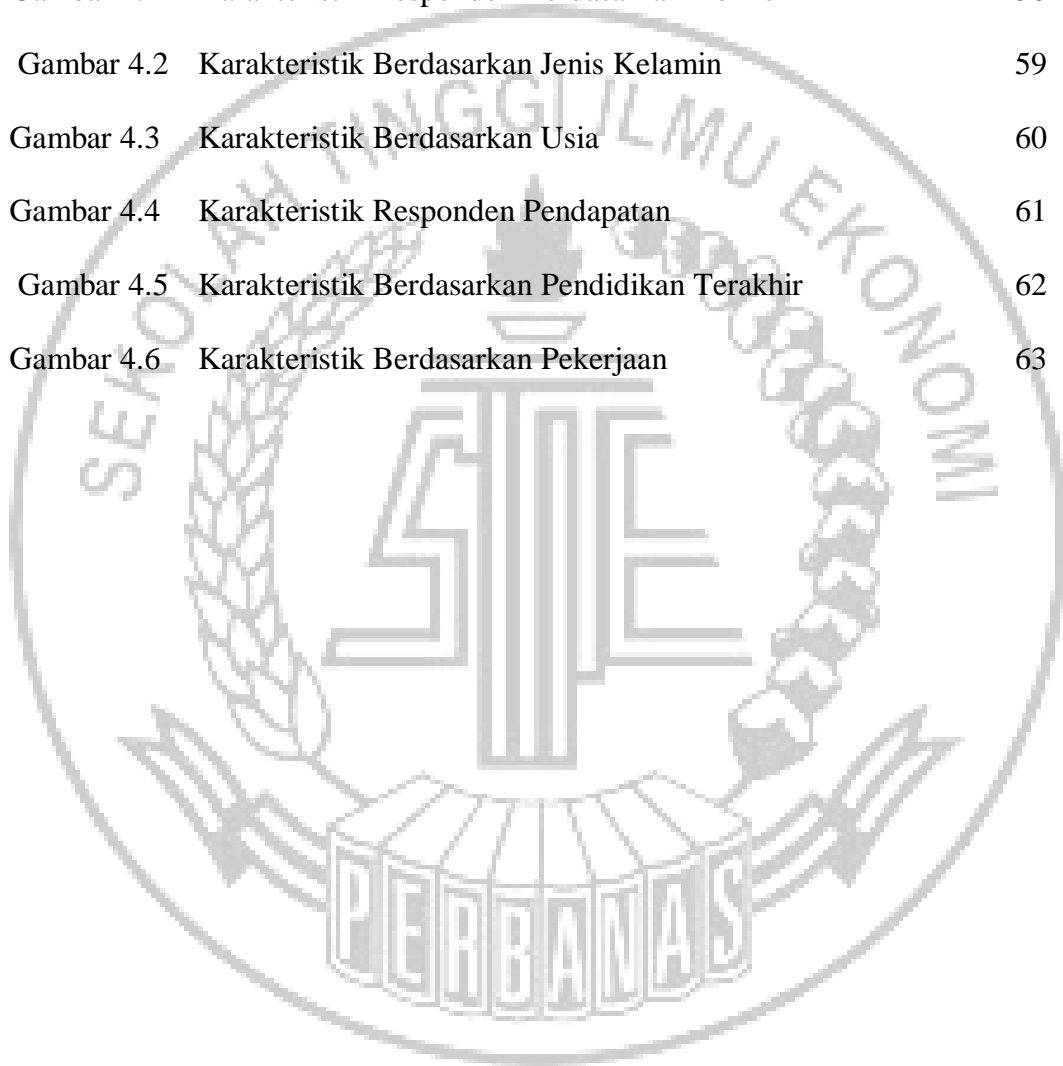 Gambar 4.2 Karakteristik Berdasarkan Jenis Kelamin 59
Gambar 4.3 Karakteristik Berdasarkan Usia 60
Gambar 4.4 Karakteristik Responden Pendapatan 61
Gambar 4.5 Karakteristik Berdasarkan Pendidikan Terakhir 62
Gambar 4.6 Karakteristik Berdasarkan Pekerjaan 63
SEKOLAH TINGGI ILMU EKONOMI
STIE
PERBANAS